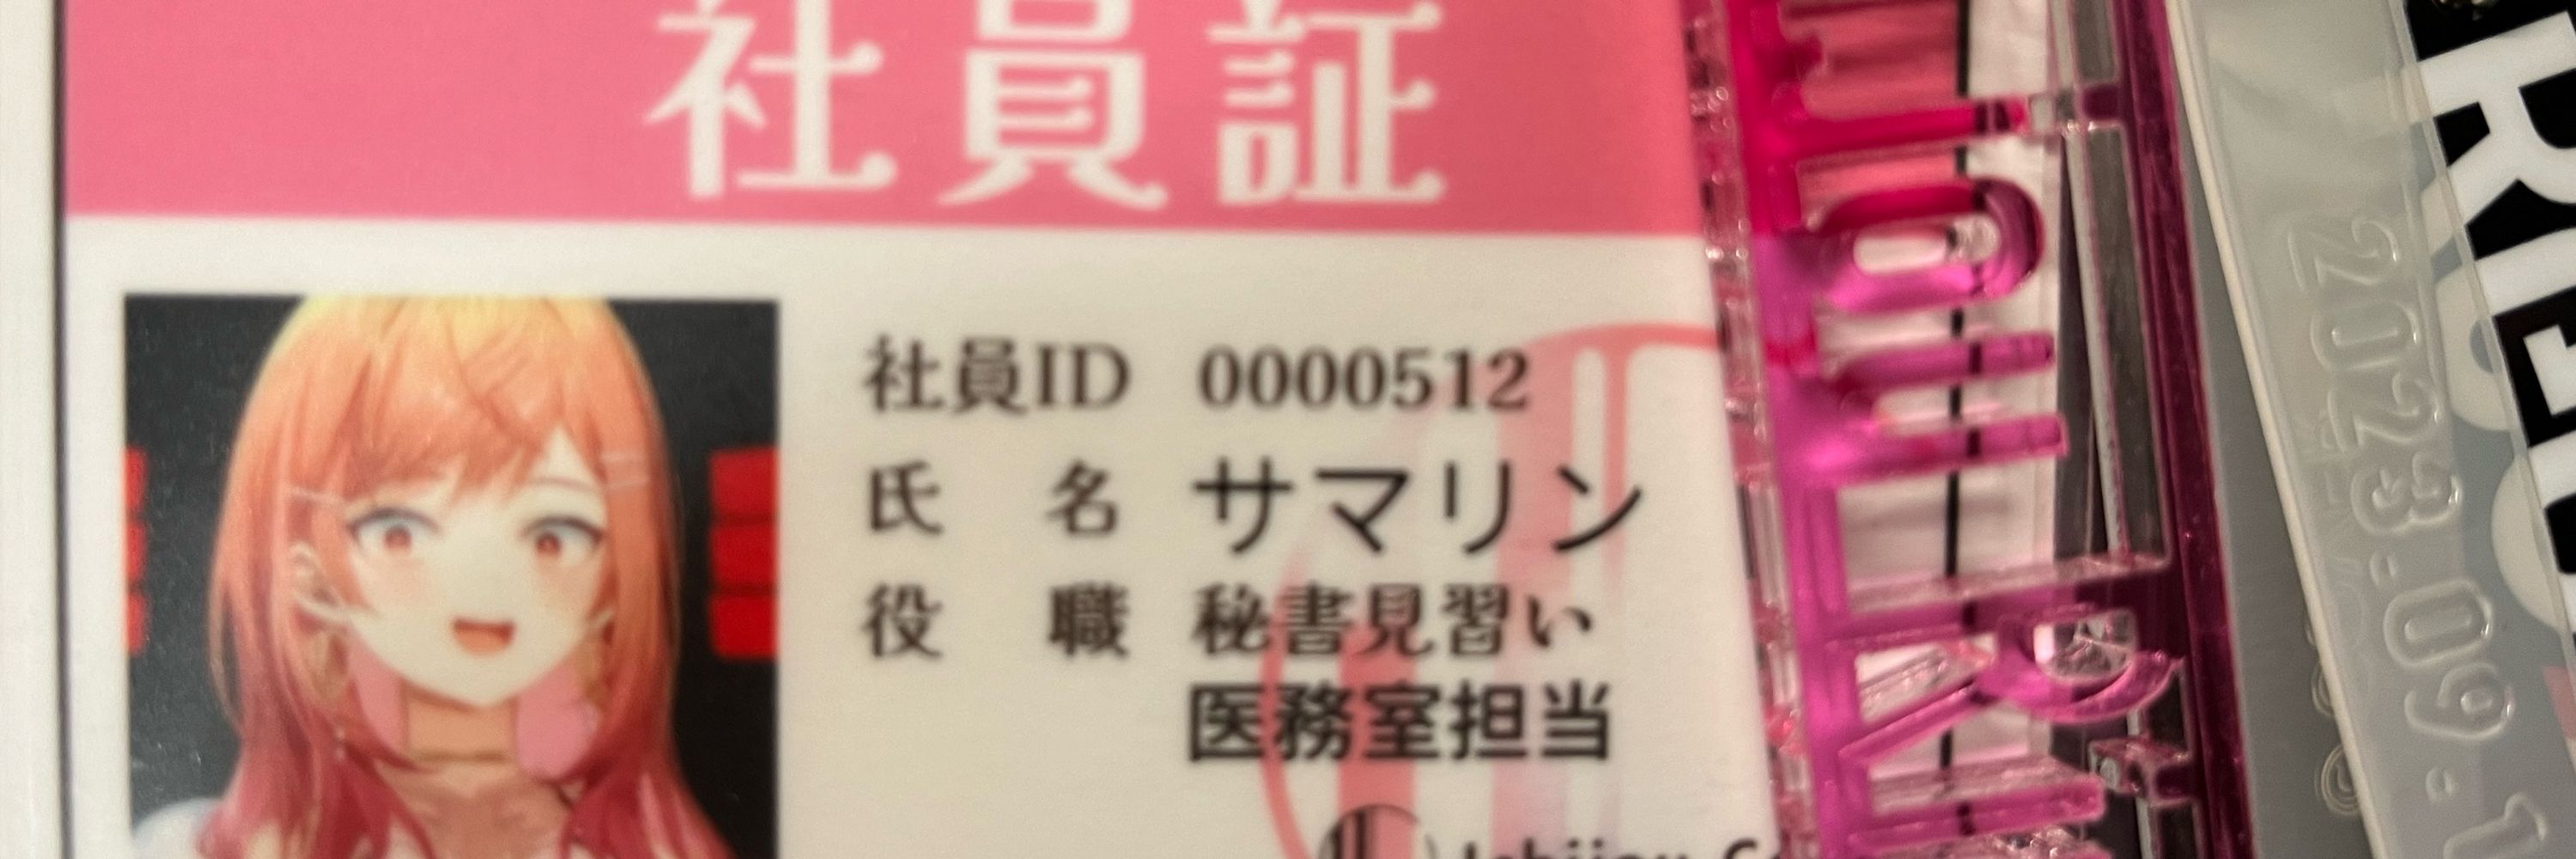 社員証
社員ID 0000512
氏 名 サマリン
役 職 秘書見習い
医務室担当
2023.09.1